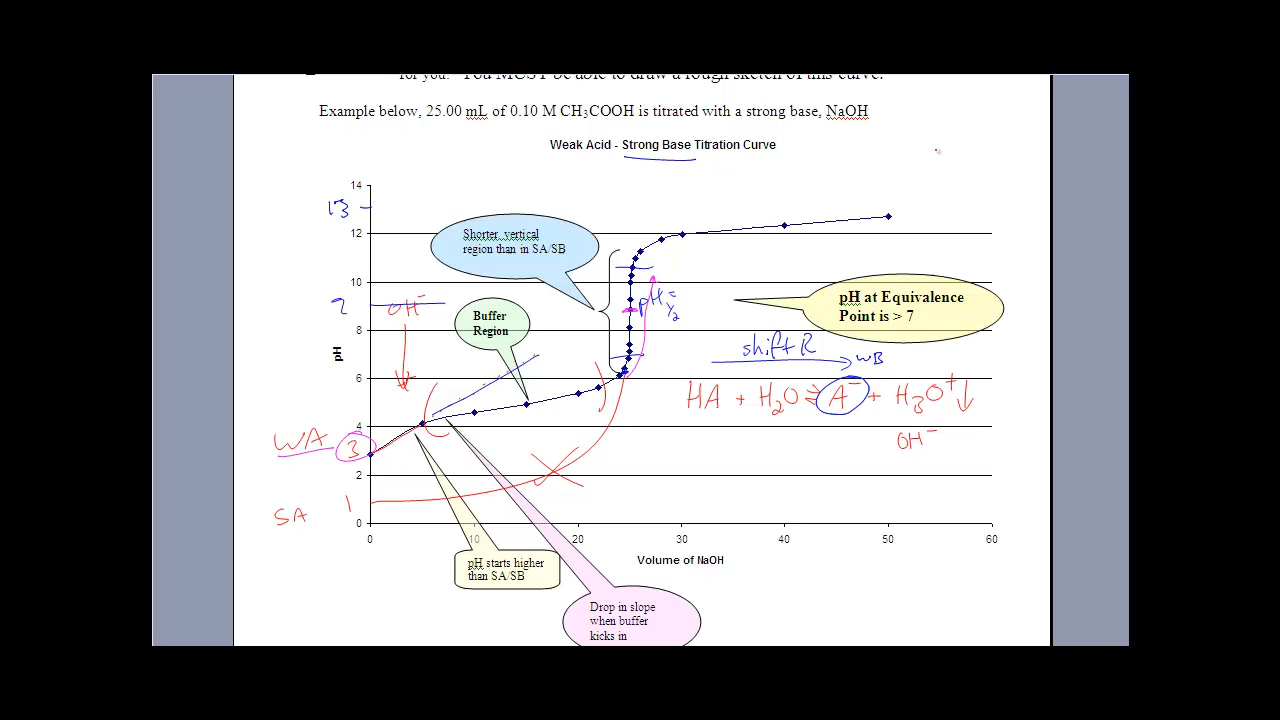 for you. You MUST be able to draw a rough sketch of this curve.
Example below, 25.00 mL of 0.10 M CH₃COOH is titrated with a strong base, NaOH
Weak Acid - Strong Base Titration Curve
14
13
12
10
8
6
4
2
0
pH
Shorter vertical
region than in SA/SB
Buffer
Region
OH⁻
pH =
pH at Equivalence
Point is > 7
shift R
WB
HA + H₂O ⇌ A⁻ + H₃O⁺ ↓
OH⁻
WA
3
SA
1
0
10
20
30
40
50
60
Volume of NaOH
pH starts higher
than SA/SB
Drop in slope
when buffer
kicks in